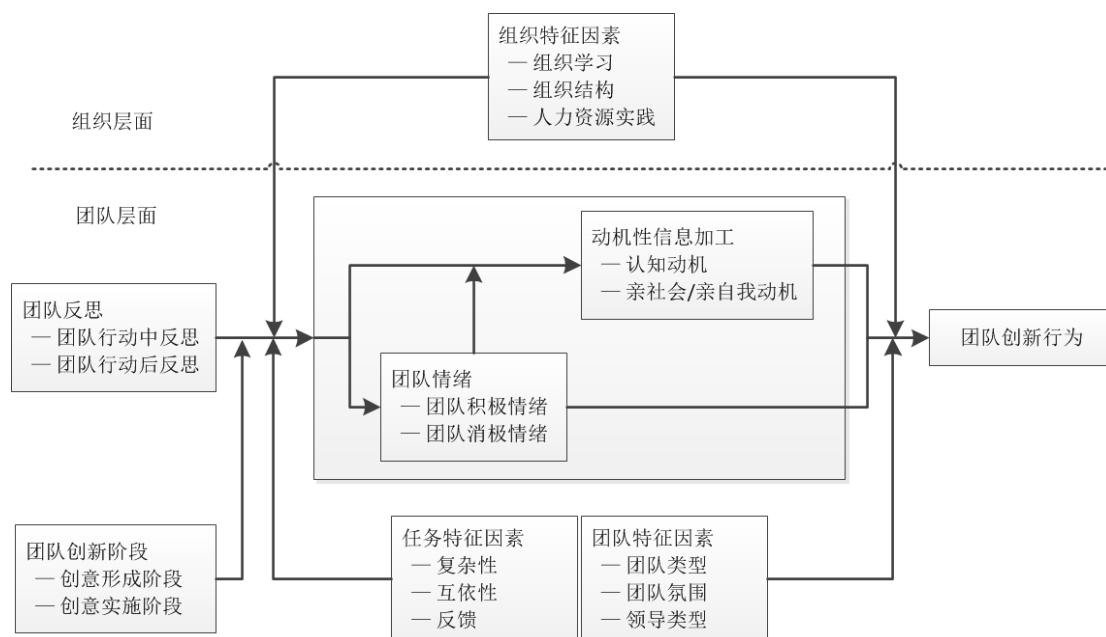 组织特征因素
— 组织学习
— 组织结构
— 人力资源实践
组织层面
团队层面
动机性信息加工
— 认知动机
— 亲社会/亲自我动机
团队反思
— 团队行动中反思
— 团队行动后反思
团队创新行为
团队情绪
— 团队积极情绪
— 团队消极情绪
团队创新阶段
— 创意形成阶段
— 创意实施阶段
任务特征因素
— 复杂性
— 互依性
— 反馈
团队特征因素
— 团队类型
— 团队氛围
— 领导类型